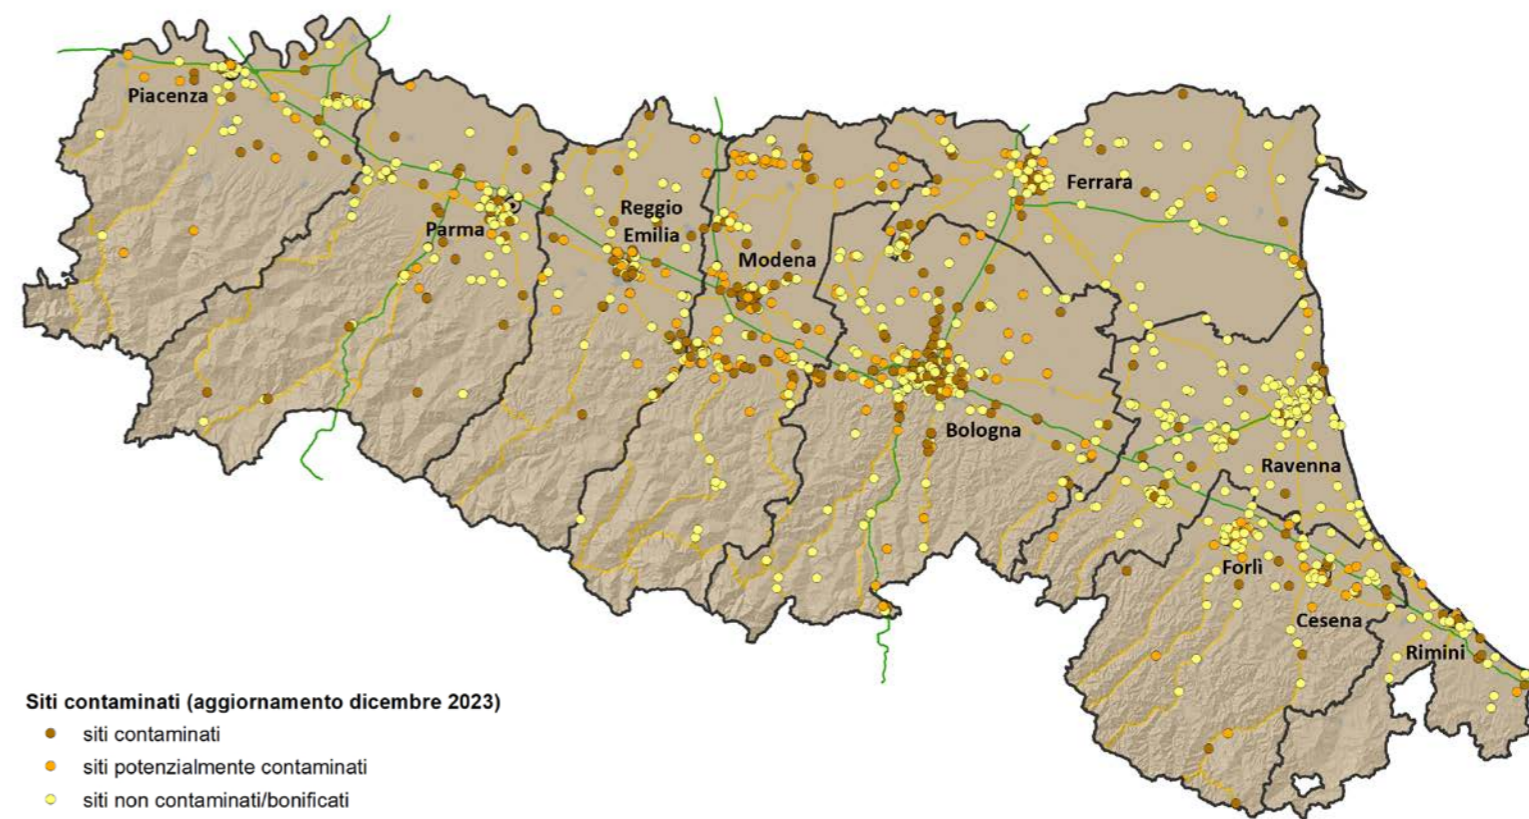 Piacenza
Ferrara
Reggio
Emilia
Parma
Modena
Bologna
Ravenna
Forlì
Cesena
Rimini
Siti contaminati (aggiornamento dicembre 2023)
siti contaminati
siti potenzialmente contaminati
siti non contaminati/bonificati